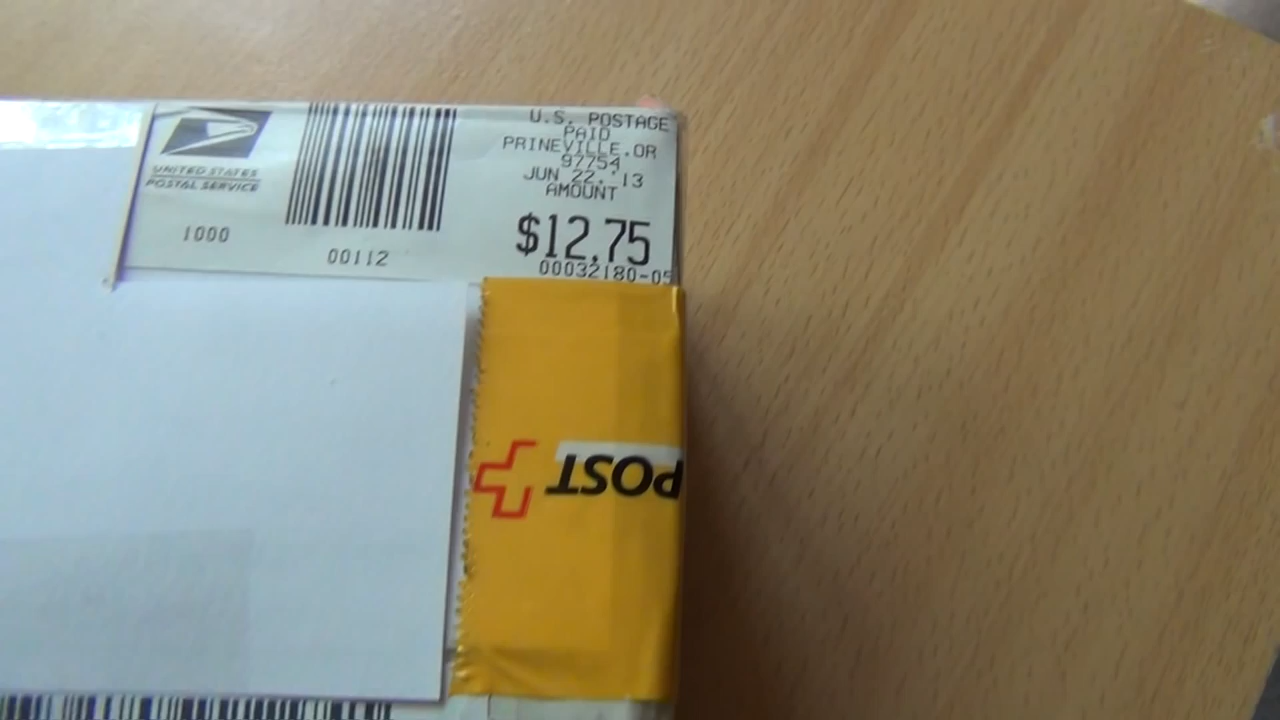 UNITED STATES
POSTAL SERVICE
1000
00112
U.S. POSTAGE
PAID
PRINEVILLE.OR
97754
JUN 22, '13
AMOUNT
$12.75
00032180-05
POST